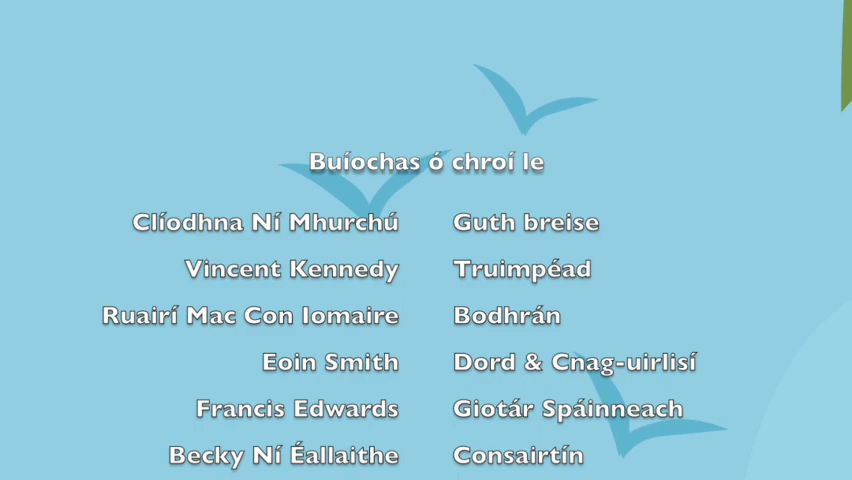 Buíochas ó chroí le
Clíodhna Ní Mhurchú Guth breise
Vincent Kennedy Truimpéad
Ruairí Mac Con Iomaire Bodhrán
Eoin Smith Dord & Cnag-uirlisí
Francis Edwards Giotár Spáinneach
Becky Ní Éallaithe Consairtín